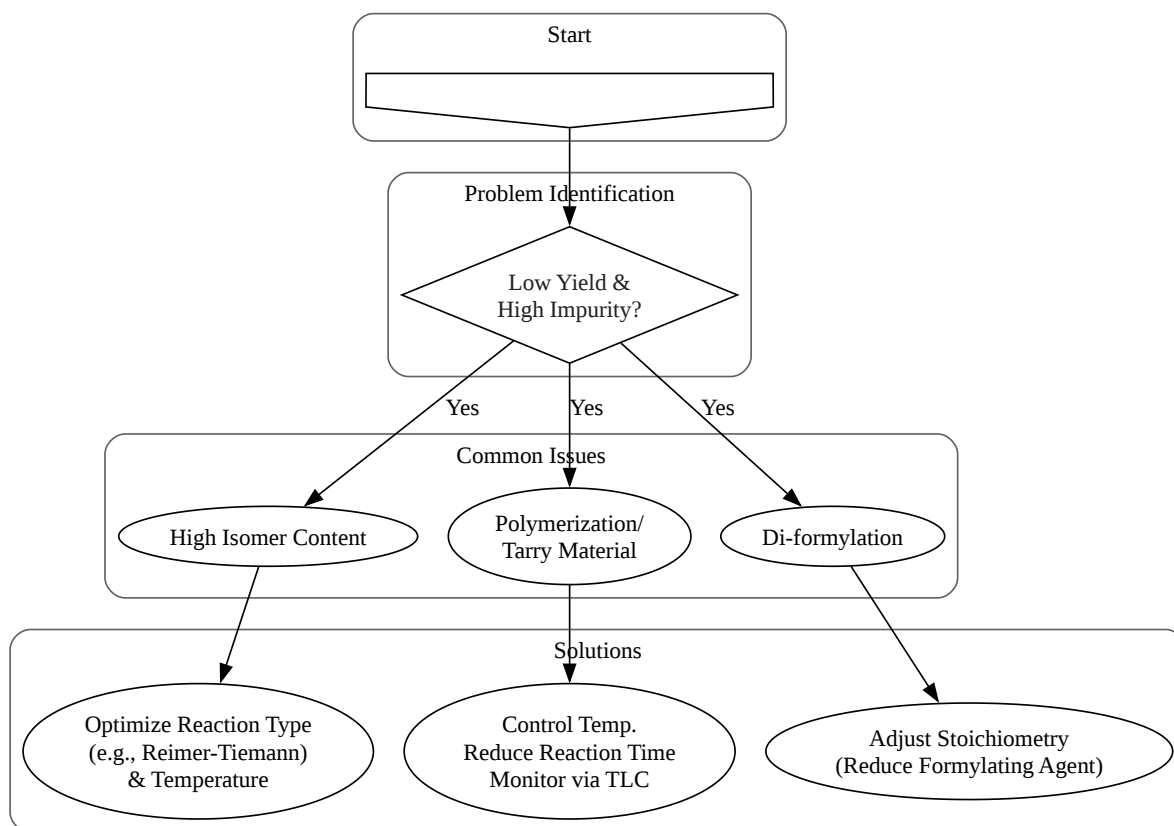 Start
Problem Identification
Low Yield &
High Impurity?
Yes
Yes
Yes
Common Issues
High Isomer Content
Polymerization/
Tarry Material
Di-formylation
Solutions
Optimize Reaction Type
(e.g., Reimer-Tiemann)
& Temperature
Control Temp.
Reduce Reaction Time
Monitor via TLC
Adjust Stoichiometry
(Reduce Formylating Agent)